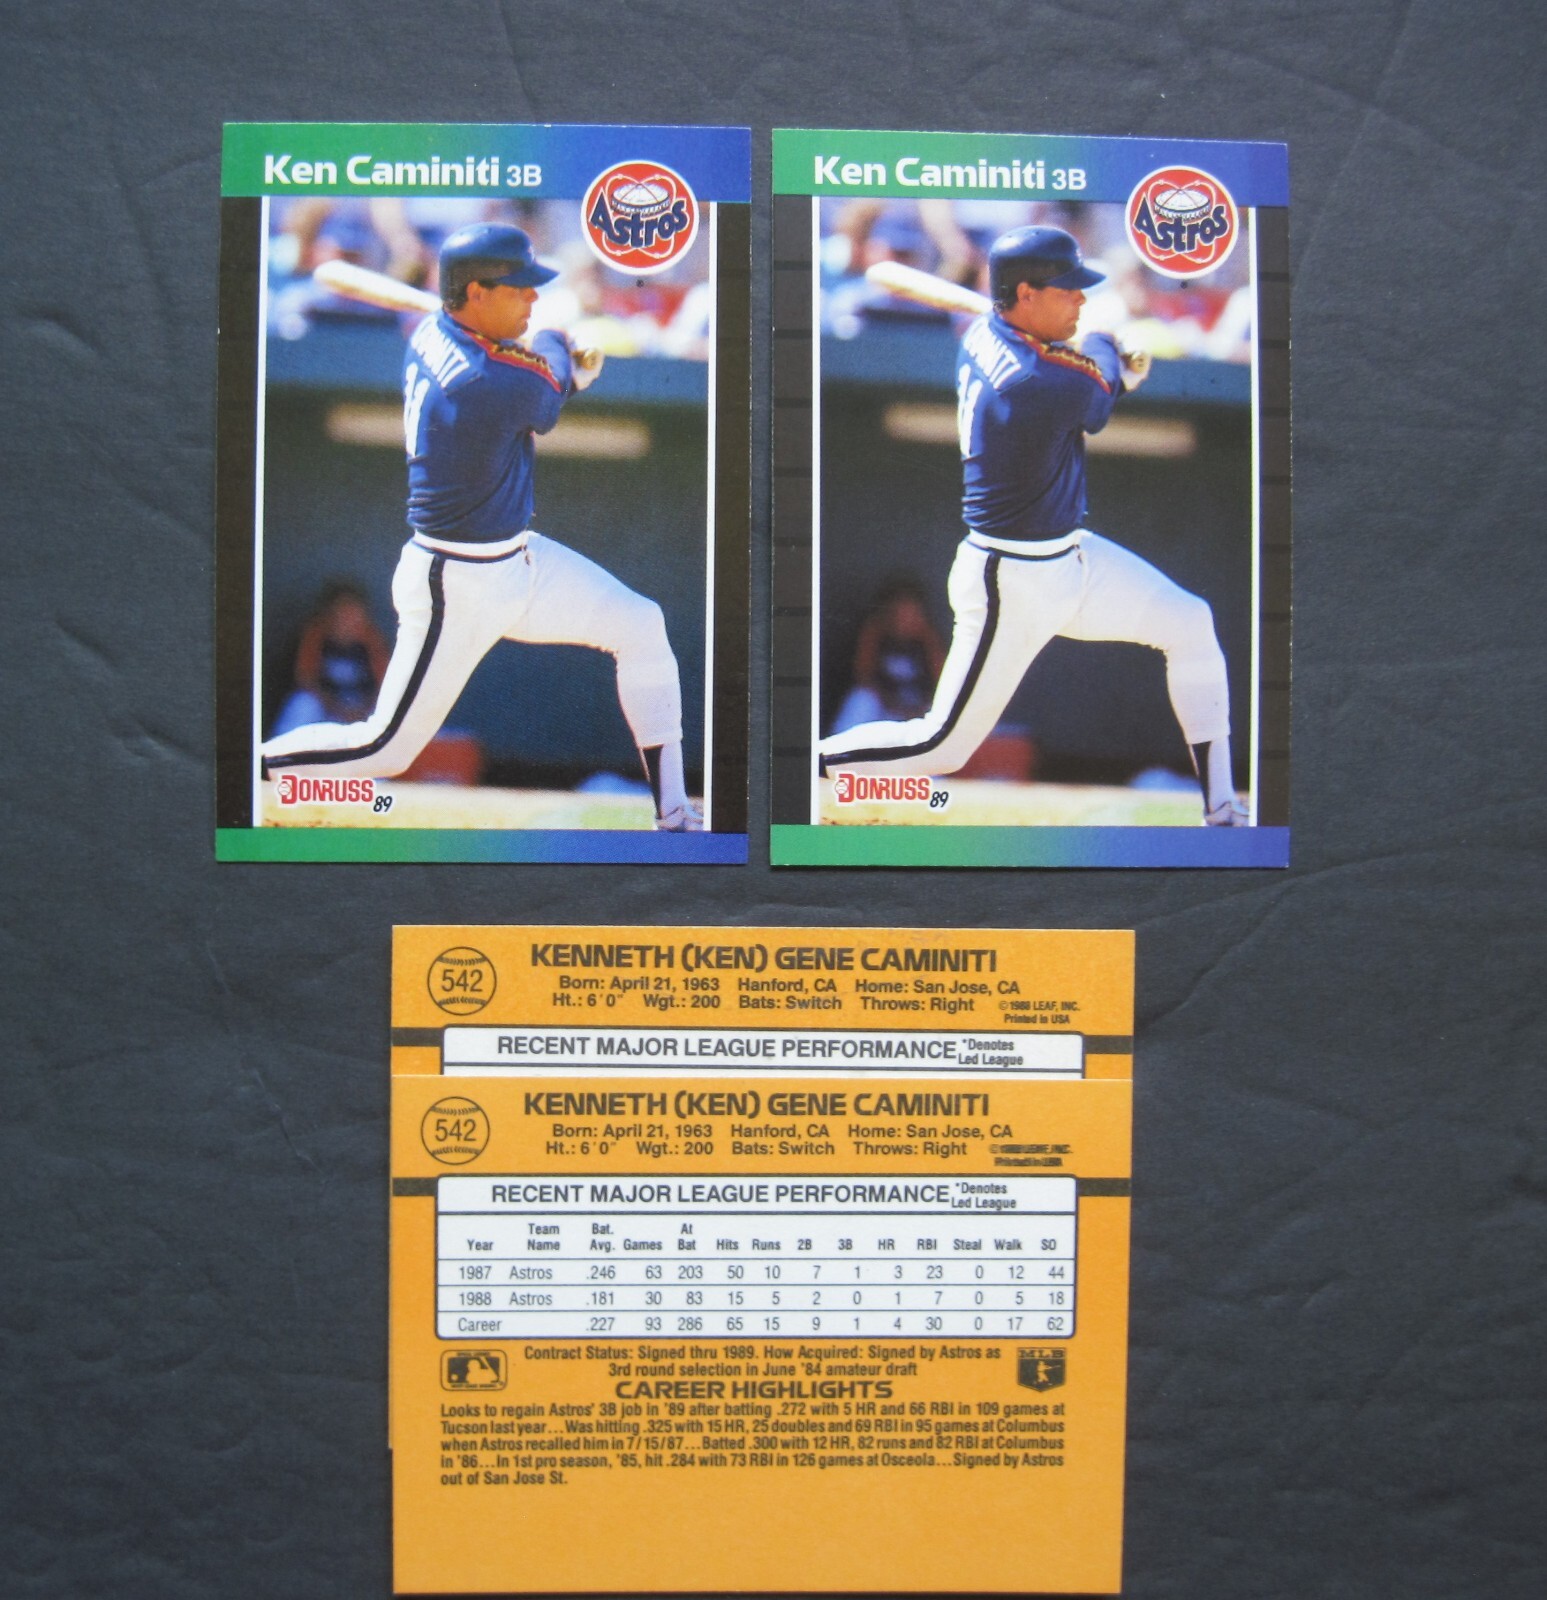 Ken Caminiti 3B
Astros
CAMINITI
11
DONRUSS 89
Ken Caminiti 3B
Astros
CAMINITI
11
DONRUSS 89
542
KENNETH (KEN) GENE CAMINITI
Born: April 21, 1963 Hanford, CA Home: San Jose, CA
Ht.: 6'0" Wgt.: 200 Bats: Switch Throws: Right © 1988 LEAF, INC.
Printed in USA
RECENT MAJOR LEAGUE PERFORMANCE *Denotes
Led League
542
KENNETH (KEN) GENE CAMINITI
Born: April 21, 1963 Hanford, CA Home: San Jose, CA
Ht.: 6'0" Wgt.: 200 Bats: Switch Throws: Right
RECENT MAJOR LEAGUE PERFORMANCE *Denotes
Led League
Year Team Name Bat. Avg. Games At Bat Hits Runs 2B 3B HR RBI Steal Walk SO
1987 Astros .246 63 203 50 10 7 1 3 23 0 12 44
1988 Astros .181 30 83 15 5 2 0 1 7 0 5 18
Career .227 93 286 65 15 9 1 4 30 0 17 62
Contract Status: Signed thru 1989. How Acquired: Signed by Astros as
3rd round selection in June '84 amateur draft
MLB
CAREER HIGHLIGHTS
Looks to regain Astros' 3B job in '89 after batting .272 with 5 HR and 66 RBI in 109 games at
Tucson last year...Was hitting .325 with 15 HR, 25 doubles and 69 RBI in 95 games at Columbus
when Astros recalled him in 7/15/87...Batted .300 with 12 HR, 82 runs and 82 RBI at Columbus
in '86...In 1st pro season, '85, hit .284 with 73 RBI in 126 games at Osceola...Signed by Astros
out of San Jose St.